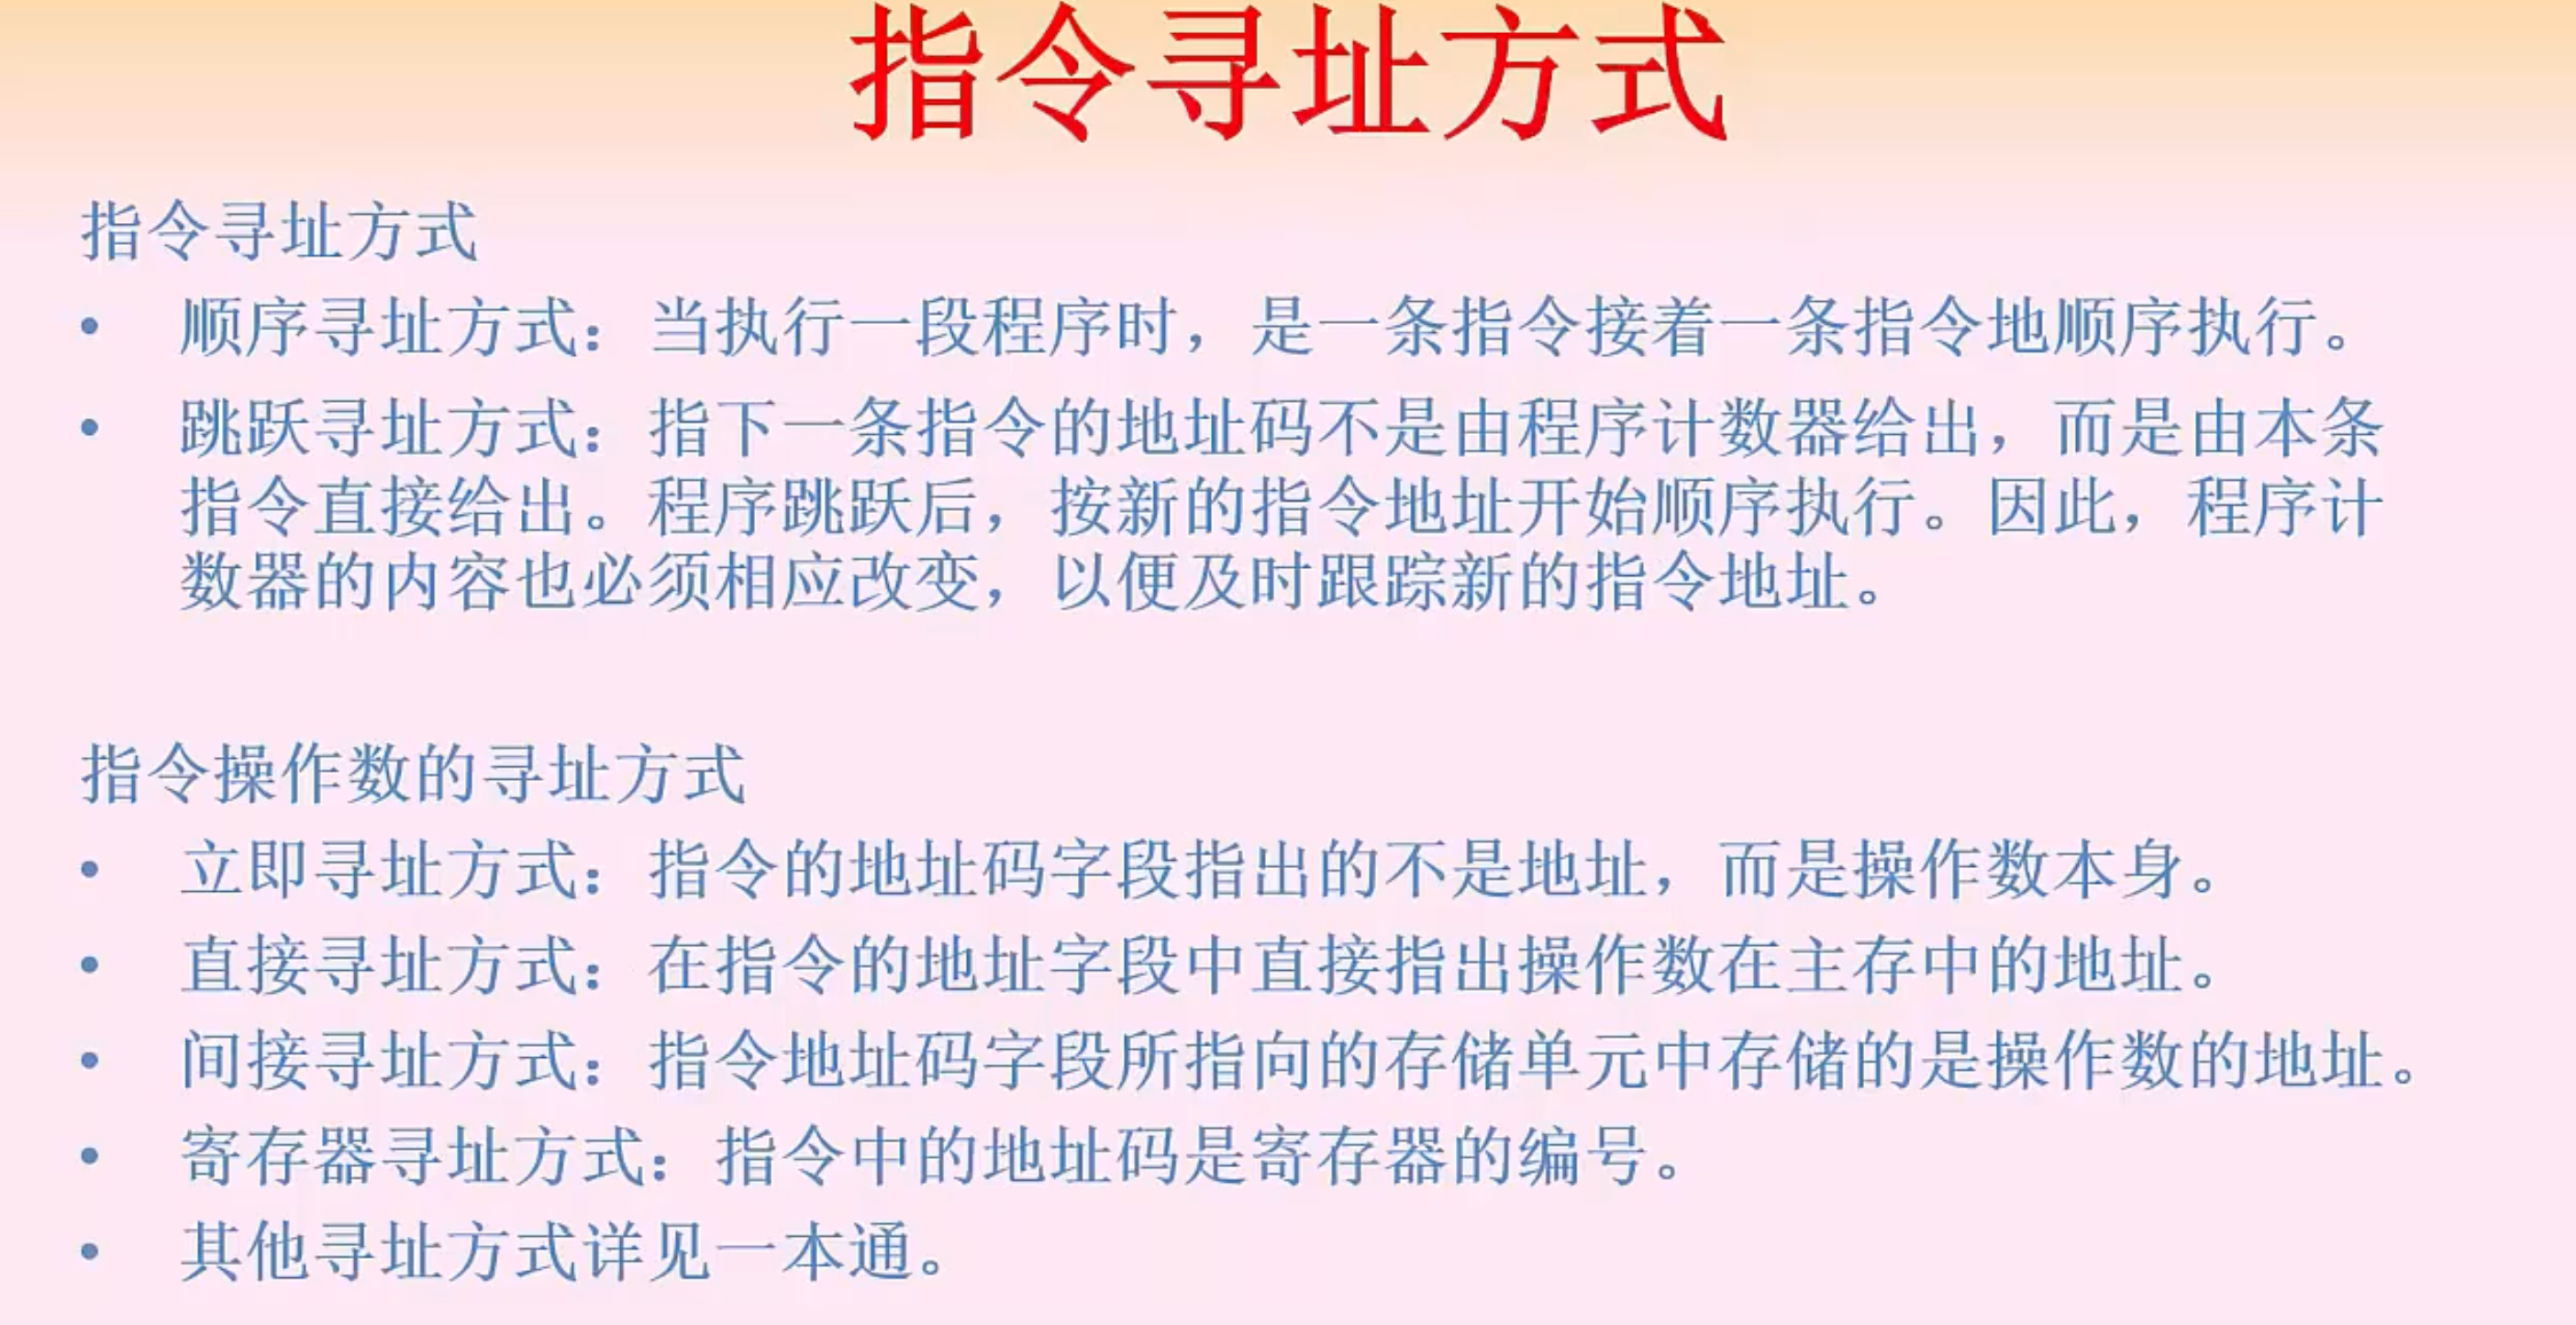 指令寻址方式
指令寻址方式
• 顺序寻址方式：当执行一段程序时，是一条指令接着一条指令地顺序执行。
• 跳跃寻址方式：指下一条指令的地址码不是由程序计数器给出，而是由本条
指令直接给出。程序跳跃后，按新的指令地址开始顺序执行。因此，程序计
数器的内容也必须相应改变，以便及时跟踪新的指令地址。
指令操作数的寻址方式
• 立即寻址方式：指令的地址码字段指出的不是地址，而是操作数本身。
• 直接寻址方式：在指令的地址字段中直接指出操作数在主存中的地址。
• 间接寻址方式：指令地址码字段所指向的存储单元中存储的是操作数的地址。
• 寄存器寻址方式：指令中的地址码是寄存器的编号。
• 其他寻址方式详见一本通。